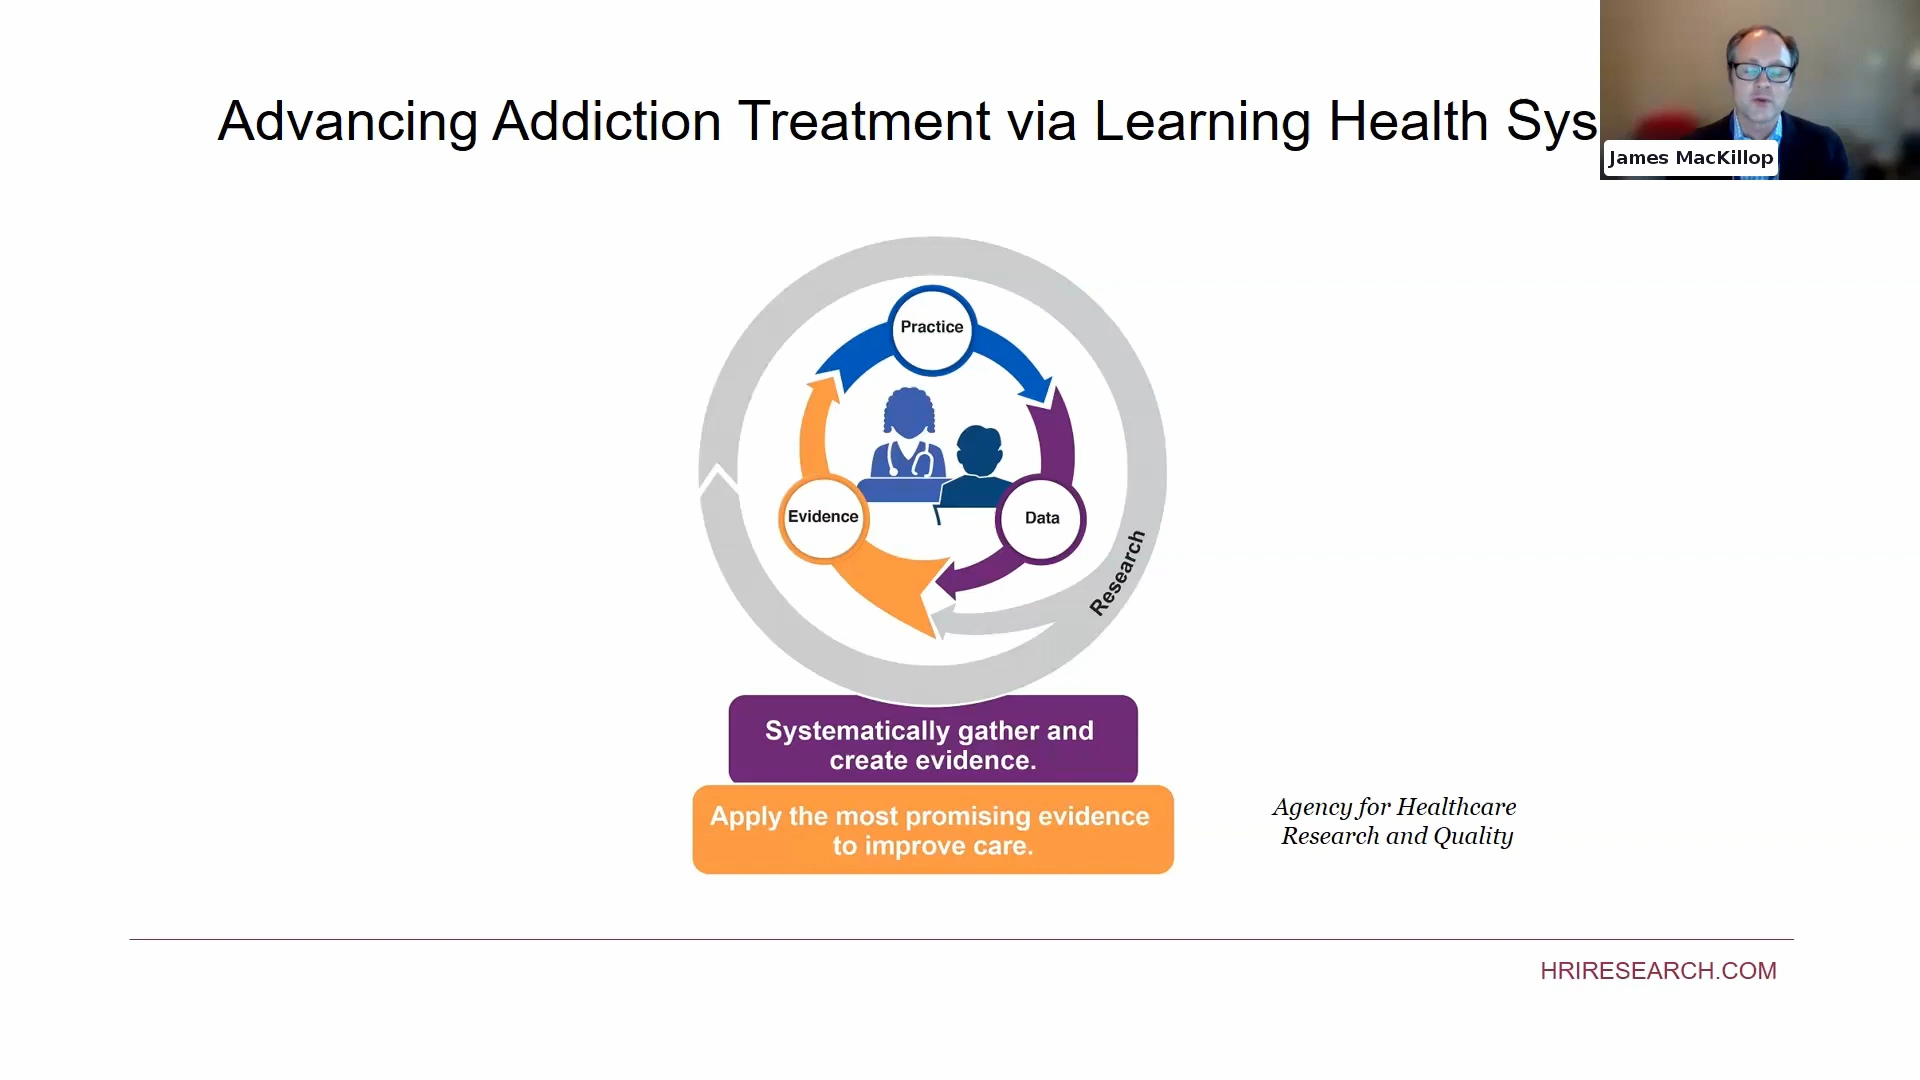 Advancing Addiction Treatment via Learning Health Sys
James MacKillop
Practice
Evidence
Data
Research
Systematically gather and
create evidence.
Apply the most promising evidence
to improve care.
Agency for Healthcare
Research and Quality
HRIRESEARCH.COM